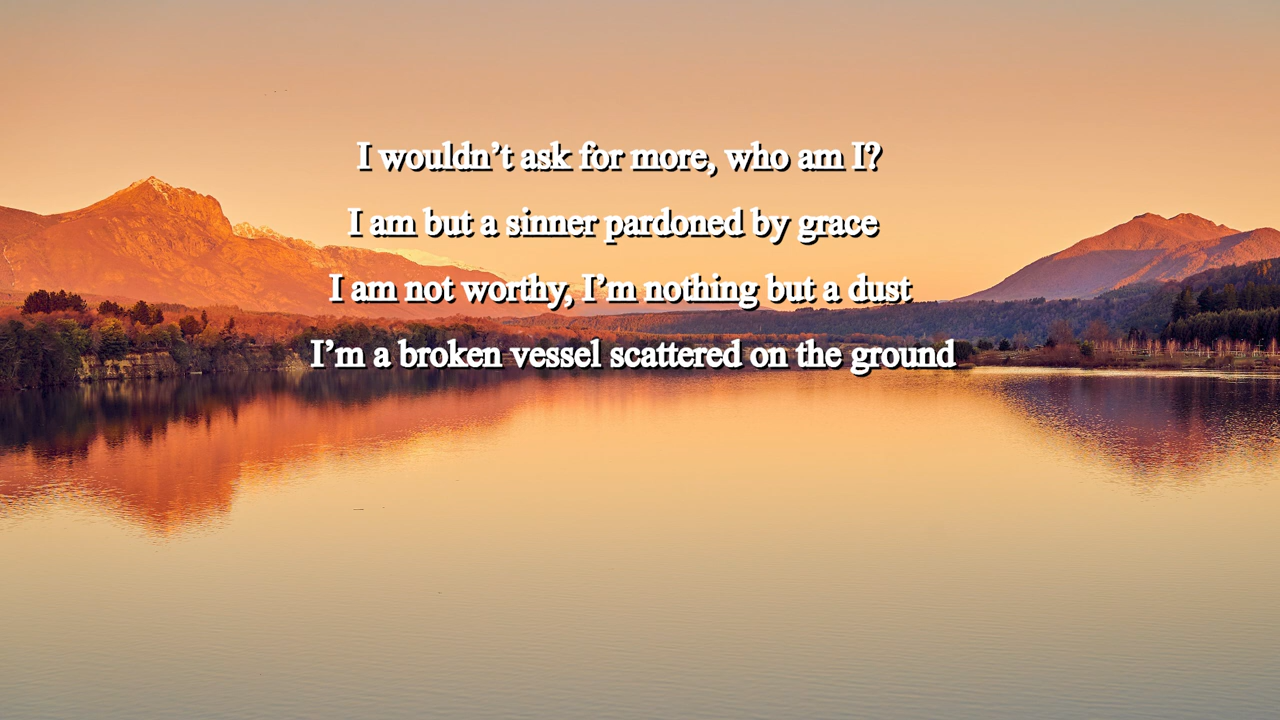 I wouldn’t ask for more, who am I?
I am but a sinner pardoned by grace
I am not worthy, I’m nothing but a dust
I’m a broken vessel scattered on the ground